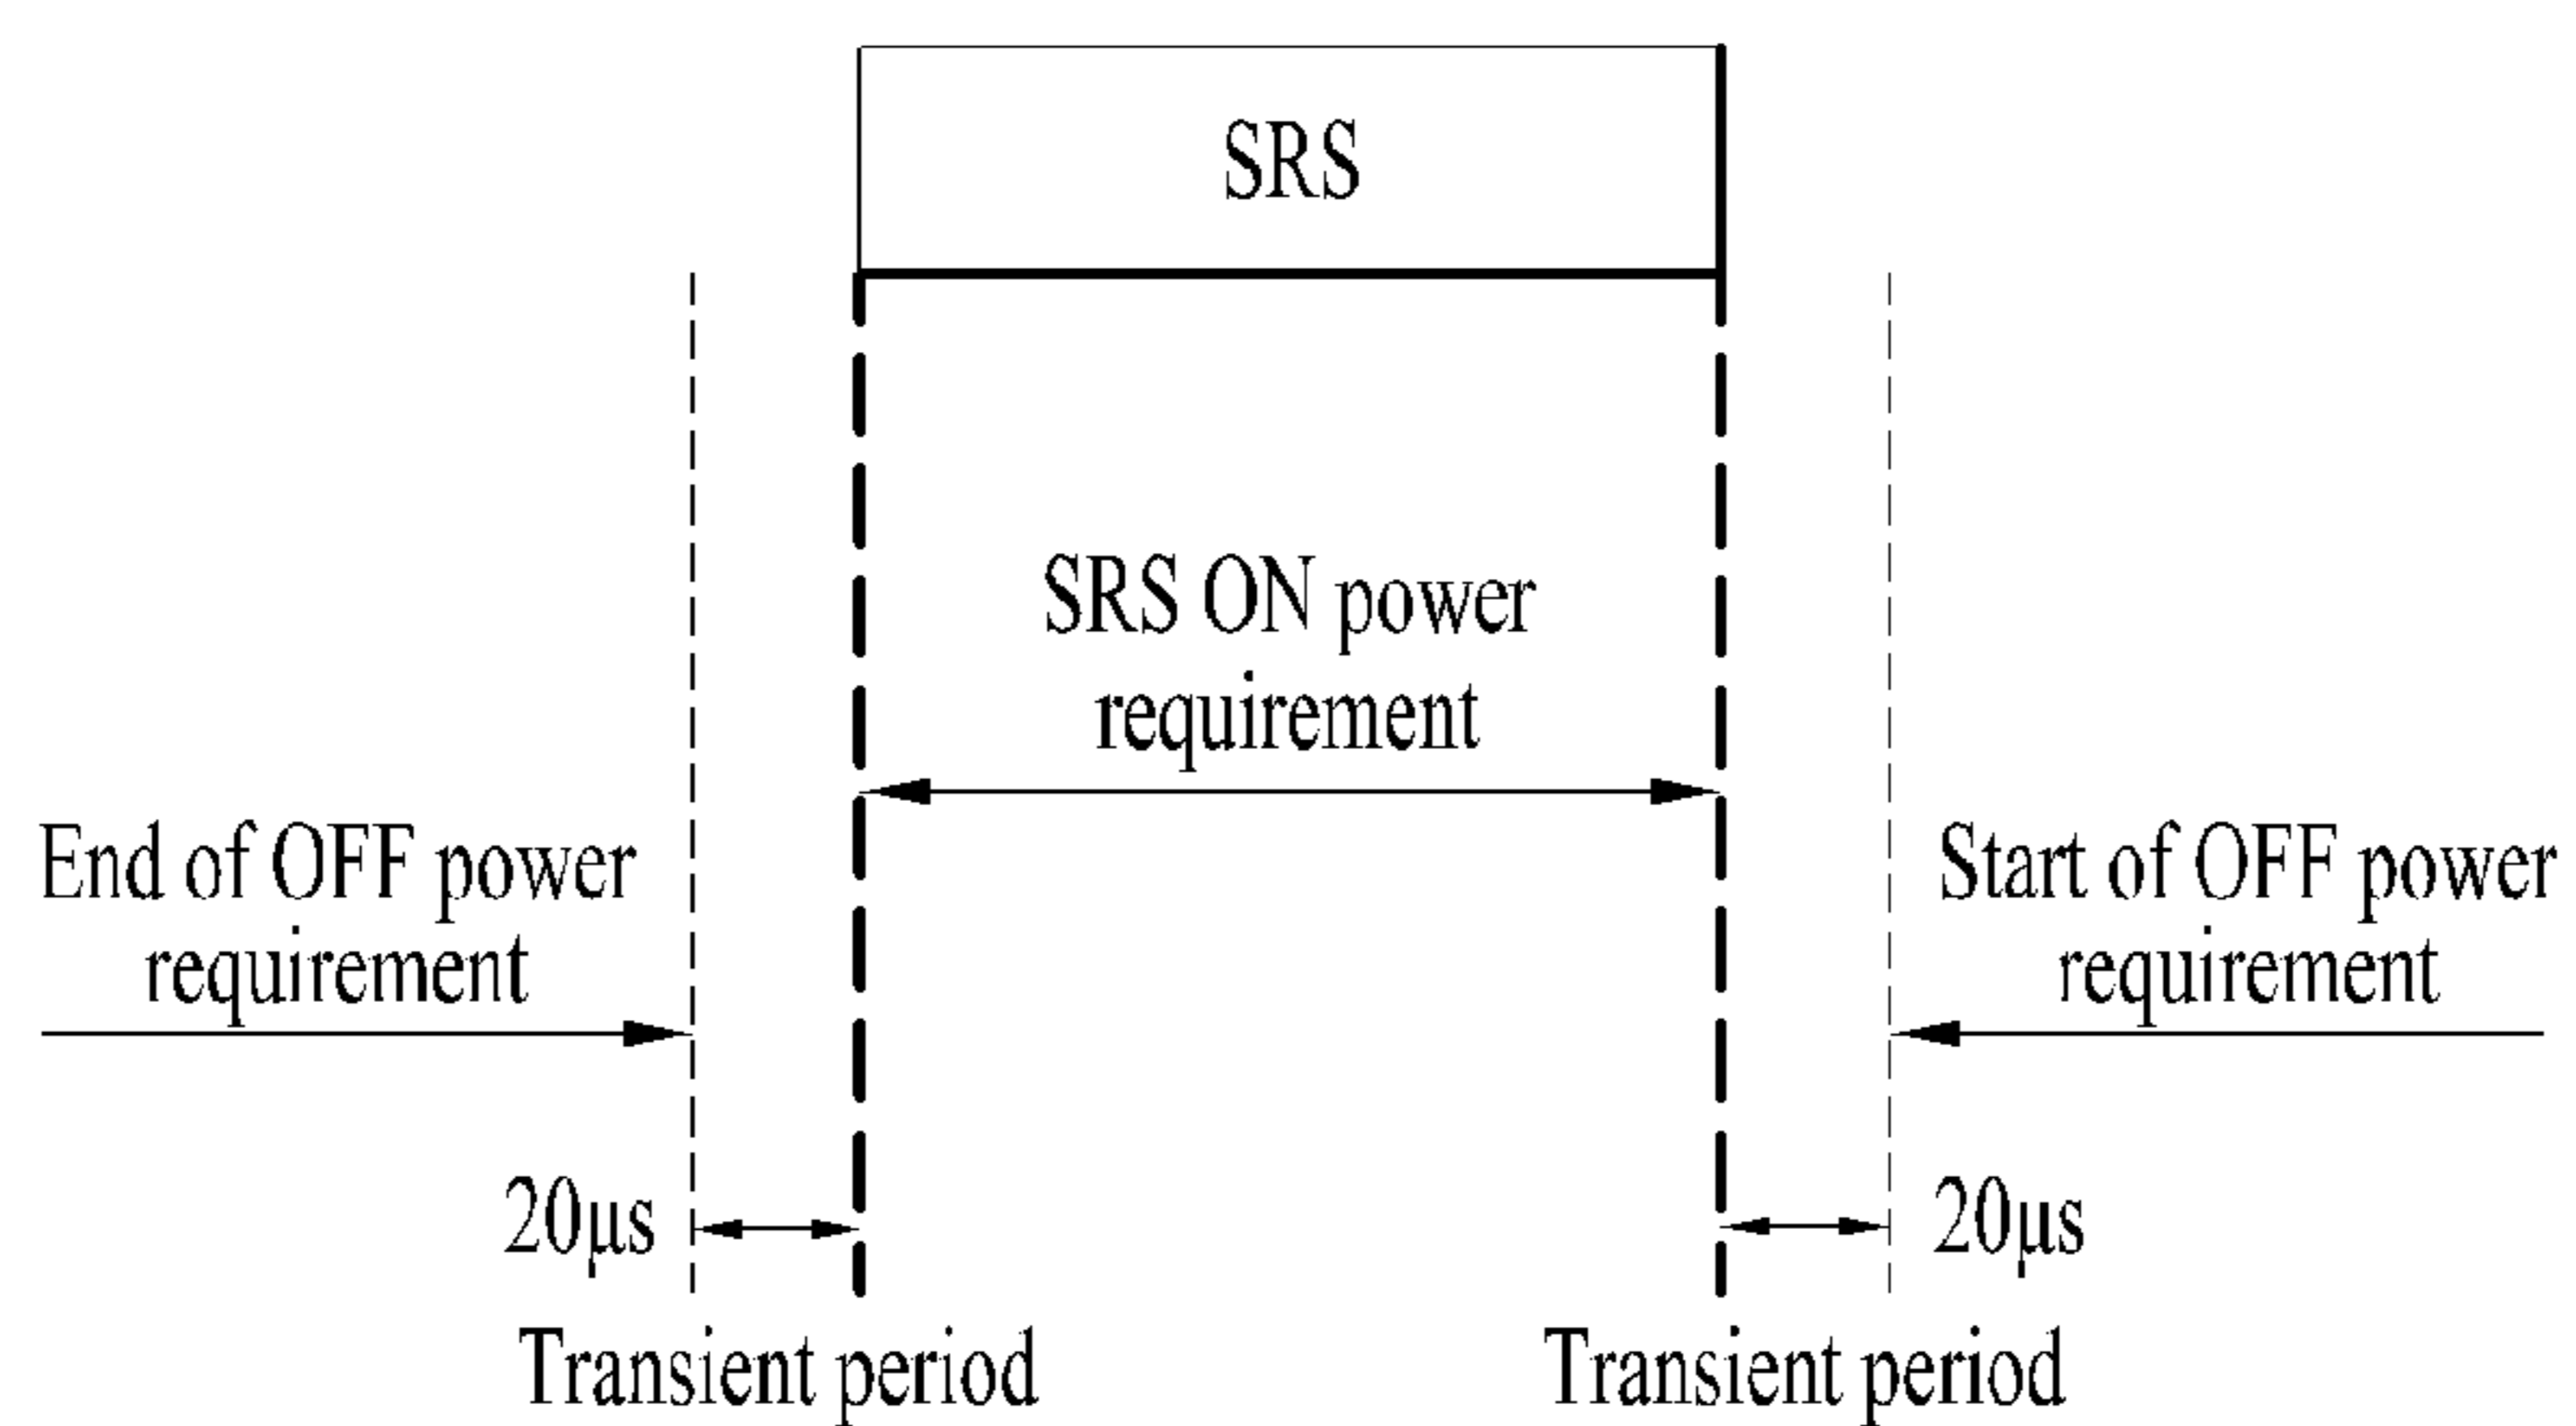 SRS
SRS ON power
requirement
End of OFF power
requirement
Start of OFF power
requirement
20μs
20μs
Transient period
Transient period